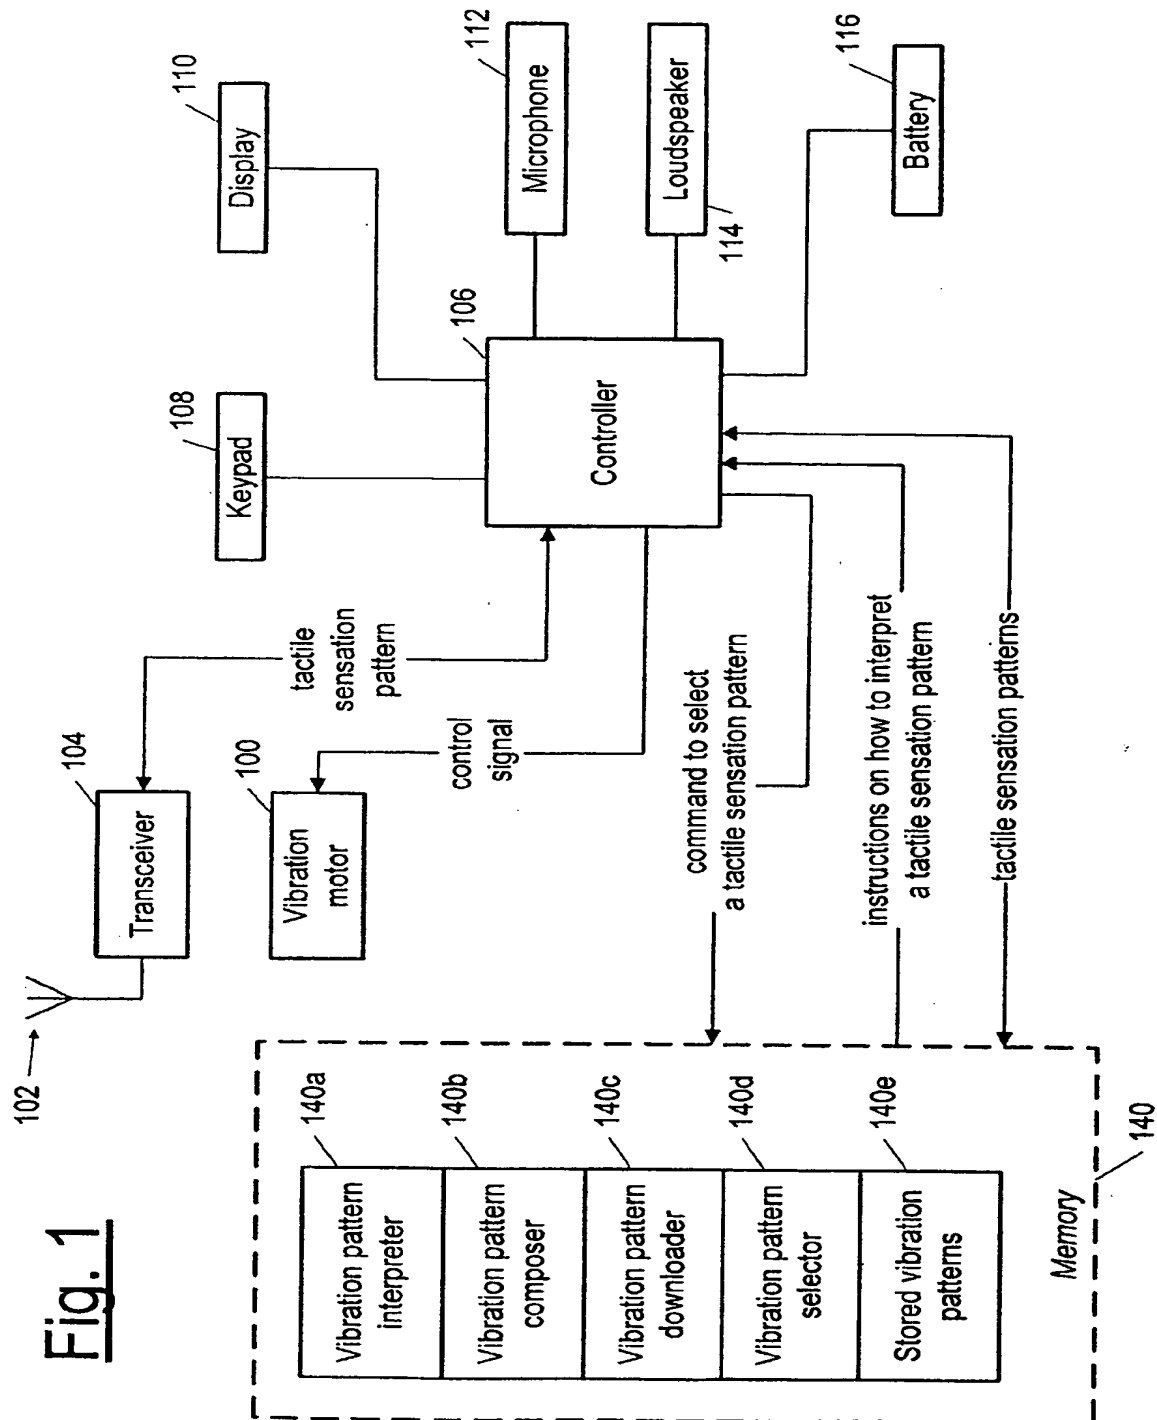 Fig. 1
102
104
Transceiver
100
Vibration
motor
tactile
sensation
pattern
control
signal
108
Keypad
110
Display
106
Controller
112
Microphone
Loudspeaker
114
116
Battery
command to select
a tactile sensation pattern
instructions on how to interpret
a tactile sensation pattern
tactile sensation patterns
140a
Vibration pattern
interpreter
140b
Vibration pattern
composer
140c
Vibration pattern
downloader
140d
Vibration pattern
selector
140e
Stored vibration
patterns
Memory
140